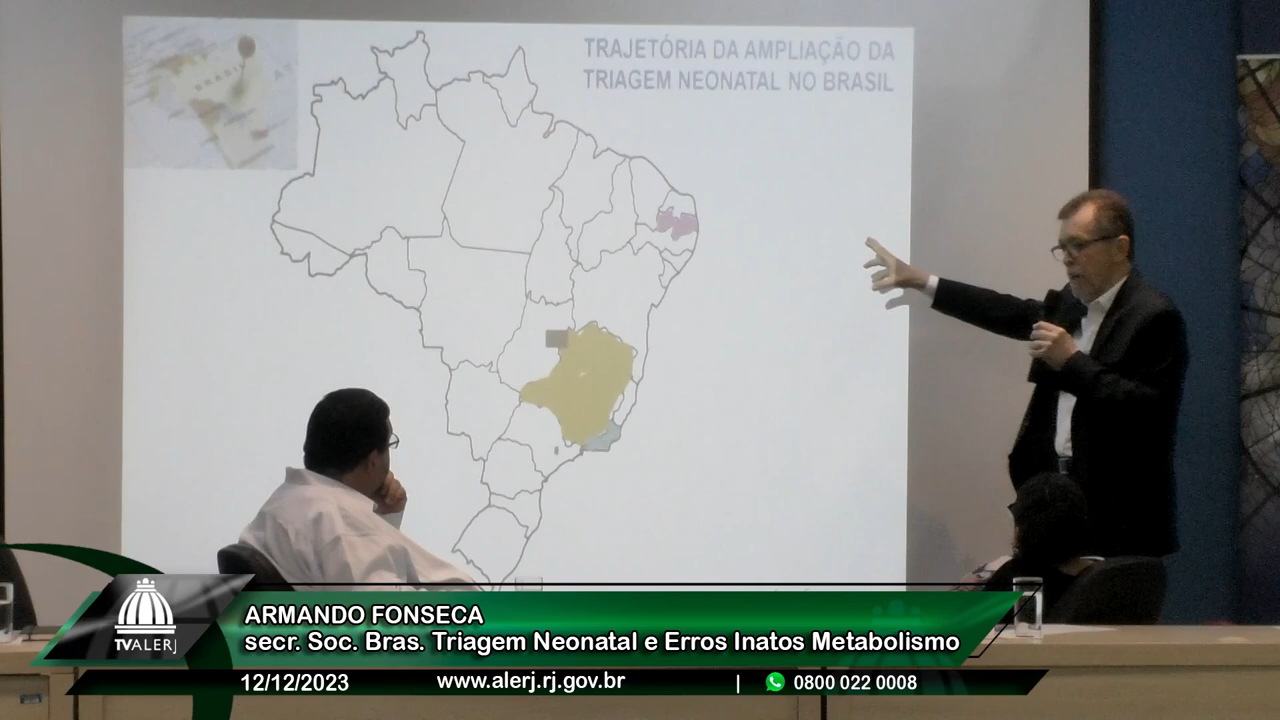 BRASIL
TRAJETÓRIA DA AMPLIAÇÃO DA
TRIAGEM NEONATAL NO BRASIL
TVALERJ
ARMANDO FONSECA
secr. Soc. Bras. Triagem Neonatal e Erros Inatos Metabolismo
12/12/2023
www.alerj.rj.gov.br
|
0800 022 0008